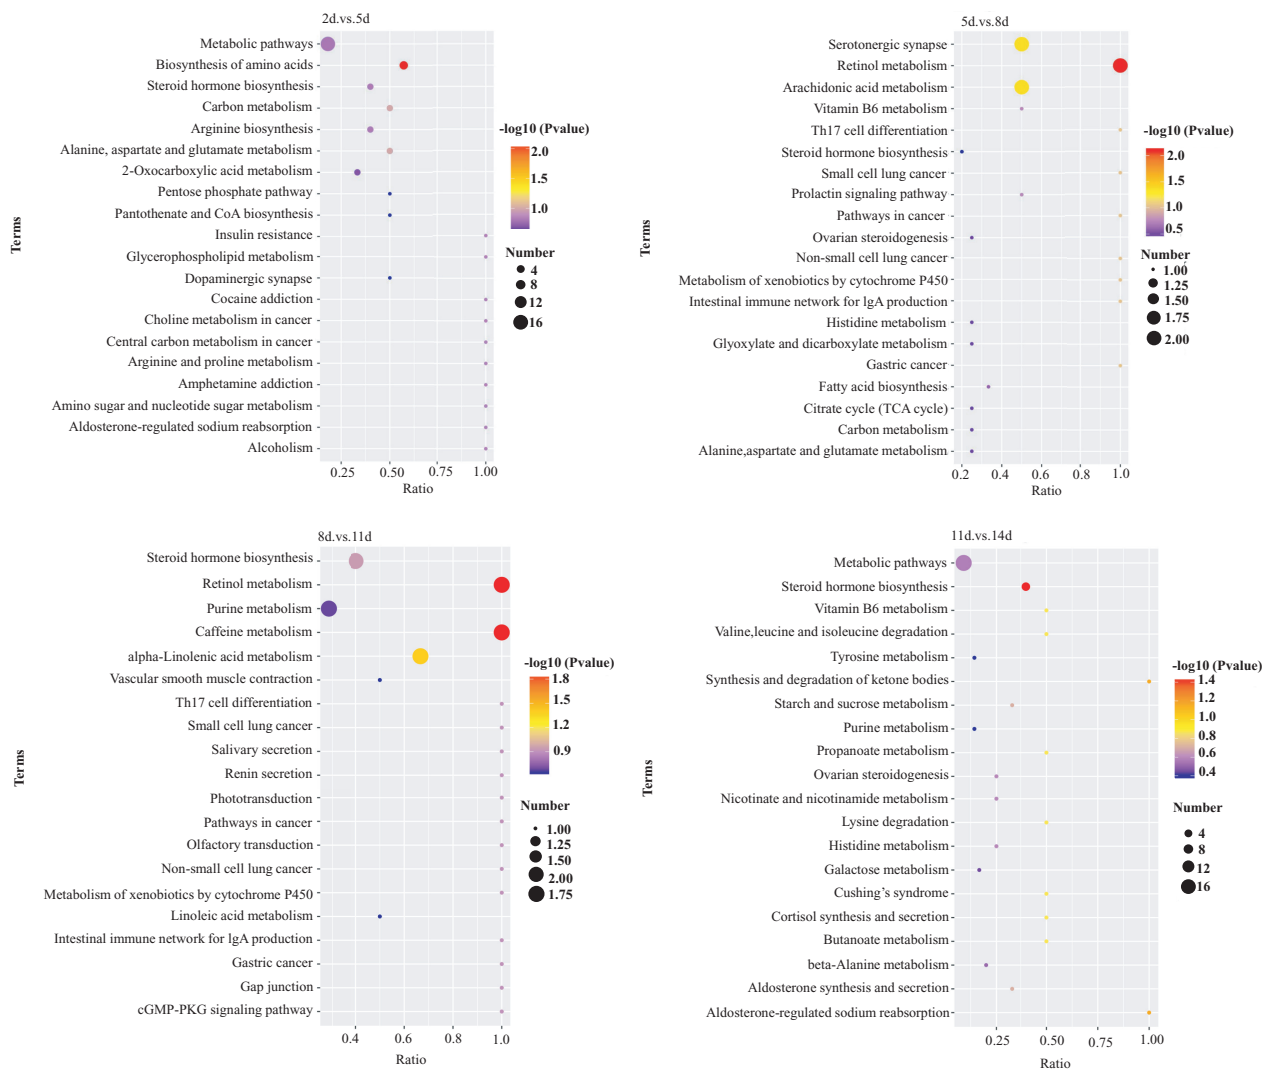 2d.vs.5d
Terms
Metabolic pathways
Biosynthesis of amino acids
Steroid hormone biosynthesis
Carbon metabolism
Arginine biosynthesis
Alanine, aspartate and glutamate metabolism
2-Oxocarboxylic acid metabolism
Pentose phosphate pathway
Pantothenate and CoA biosynthesis
Insulin resistance
Glycerophospholipid metabolism
Dopaminergic synapse
Cocaine addiction
Choline metabolism in cancer
Central carbon metabolism in cancer
Arginine and proline metabolism
Amphetamine addiction
Amino sugar and nucleotide sugar metabolism
Aldosterone-regulated sodium reabsorption
Alcoholism
0.25 0.50 0.75 1.00
Ratio
-log10 (Pvalue)
2.0
1.5
1.0
Number
4
8
12
16
5d.vs.8d
Terms
Serotonergic synapse
Retinol metabolism
Arachidonic acid metabolism
Vitamin B6 metabolism
Th17 cell differentiation
Steroid hormone biosynthesis
Small cell lung cancer
Prolactin signaling pathway
Pathways in cancer
Ovarian steroidogenesis
Non-small cell lung cancer
Metabolism of xenobiotics by cytochrome P450
Intestinal immune network for lgA production
Histidine metabolism
Glyoxylate and dicarboxylate metabolism
Gastric cancer
Fatty acid biosynthesis
Citrate cycle (TCA cycle)
Carbon metabolism
Alanine,aspartate and glutamate metabolism
0.2 0.4 0.6 0.8 1.0
Ratio
-log10 (Pvalue)
2.0
1.5
1.0
0.5
Number
1.00
1.25
1.50
1.75
2.00
8d.vs.11d
Terms
Steroid hormone biosynthesis
Retinol metabolism
Purine metabolism
Caffeine metabolism
alpha-Linolenic acid metabolism
Vascular smooth muscle contraction
Th17 cell differentiation
Small cell lung cancer
Salivary secretion
Renin secretion
Phototransduction
Pathways in cancer
Olfactory transduction
Non-small cell lung cancer
Metabolism of xenobiotics by cytochrome P450
Linoleic acid metabolism
Intestinal immune network for lgA production
Gastric cancer
Gap junction
cGMP-PKG signaling pathway
0.4 0.6 0.8 1.0
Ratio
-log10 (Pvalue)
1.8
1.5
1.2
0.9
Number
1.00
1.25
1.50
2.00
1.75
11d.vs.14d
Terms
Metabolic pathways
Steroid hormone biosynthesis
Vitamin B6 metabolism
Valine,leucine and isoleucine degradation
Tyrosine metabolism
Synthesis and degradation of ketone bodies
Starch and sucrose metabolism
Purine metabolism
Propanoate metabolism
Ovarian steroidogenesis
Nicotinate and nicotinamide metabolism
Lysine degradation
Histidine metabolism
Galactose metabolism
Cushing’s syndrome
Cortisol synthesis and secretion
Butanoate metabolism
beta-Alanine metabolism
Aldosterone synthesis and secretion
Aldosterone-regulated sodium reabsorption
0.25 0.50 0.75 1.00
Ratio
-log10 (Pvalue)
1.4
1.2
1.0
0.8
0.6
0.4
Number
4
8
12
16